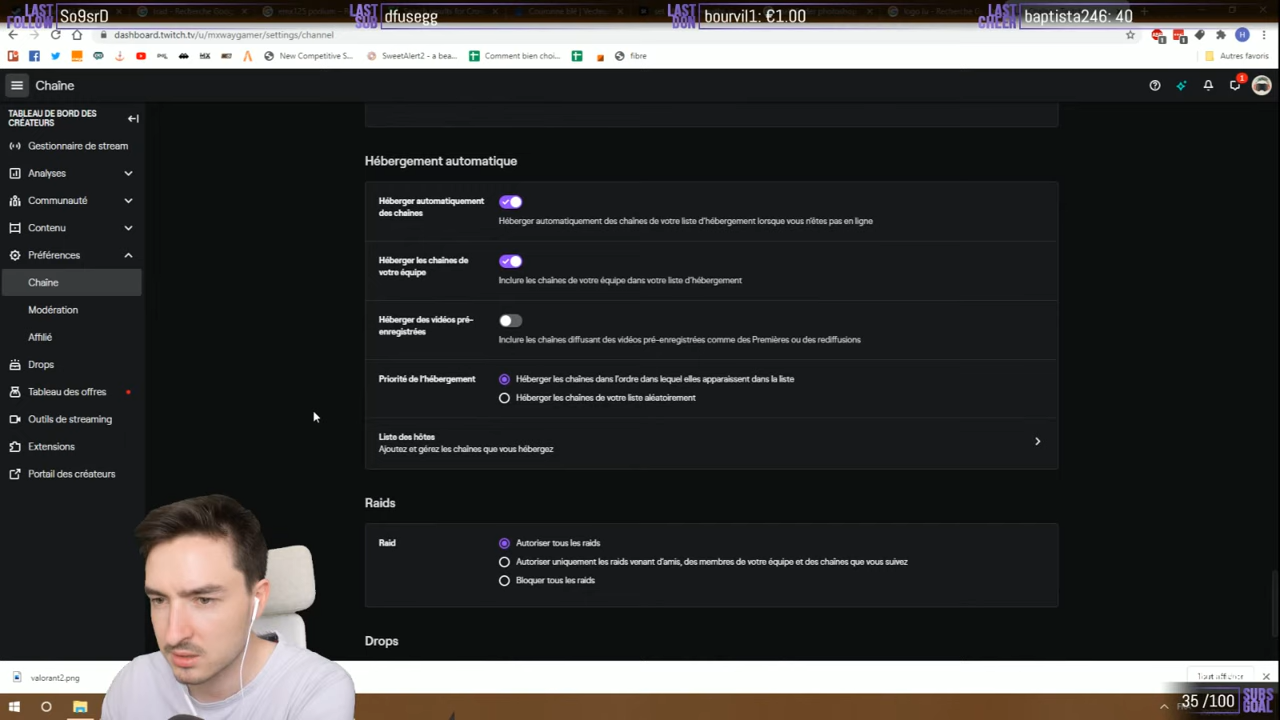 LAST FOLLOW So9srD LAST SUB dfusegg LAST DON bourvil1: €1.00 LAST CHEER baptista246: 40
dashboard.twitch.tv/u/mxwaygamer/settings/channel
New Competitive S... SweetAlert2 - a bea... Comment bien choi... fibre Autres favoris
Chaîne
1
TABLEAU DE BORD DES
CRÉATEURS
Gestionnaire de stream
Analyses
Communauté
Contenu
Préférences
Chaîne
Modération
Affilié
Drops
Tableau des offres
Outils de streaming
Extensions
Portail des créateurs
Hébergement automatique
Héberger automatiquement
des chaînes
Héberger automatiquement des chaînes de votre liste d'hébergement lorsque vous n'êtes pas en ligne
Héberger les chaînes de
votre équipe
Inclure les chaînes de votre équipe dans votre liste d'hébergement
Héberger des vidéos pré-
enregistrées
Inclure les chaînes diffusant des vidéos pré-enregistrées comme des Premières ou des rediffusions
Priorité de l'hébergement
Héberger les chaînes dans l'ordre dans lequel elles apparaissent dans la liste
Héberger les chaînes de votre liste aléatoirement
Liste des hôtes
Ajoutez et gérez les chaînes que vous hébergez
Raids
Raid
Autoriser tous les raids
Autoriser uniquement les raids venant d'amis, des membres de votre équipe et des chaînes que vous suivez
Bloquer tous les raids
Drops
valorant2.png
Tout afficher
35 /100 SUBS GOAL